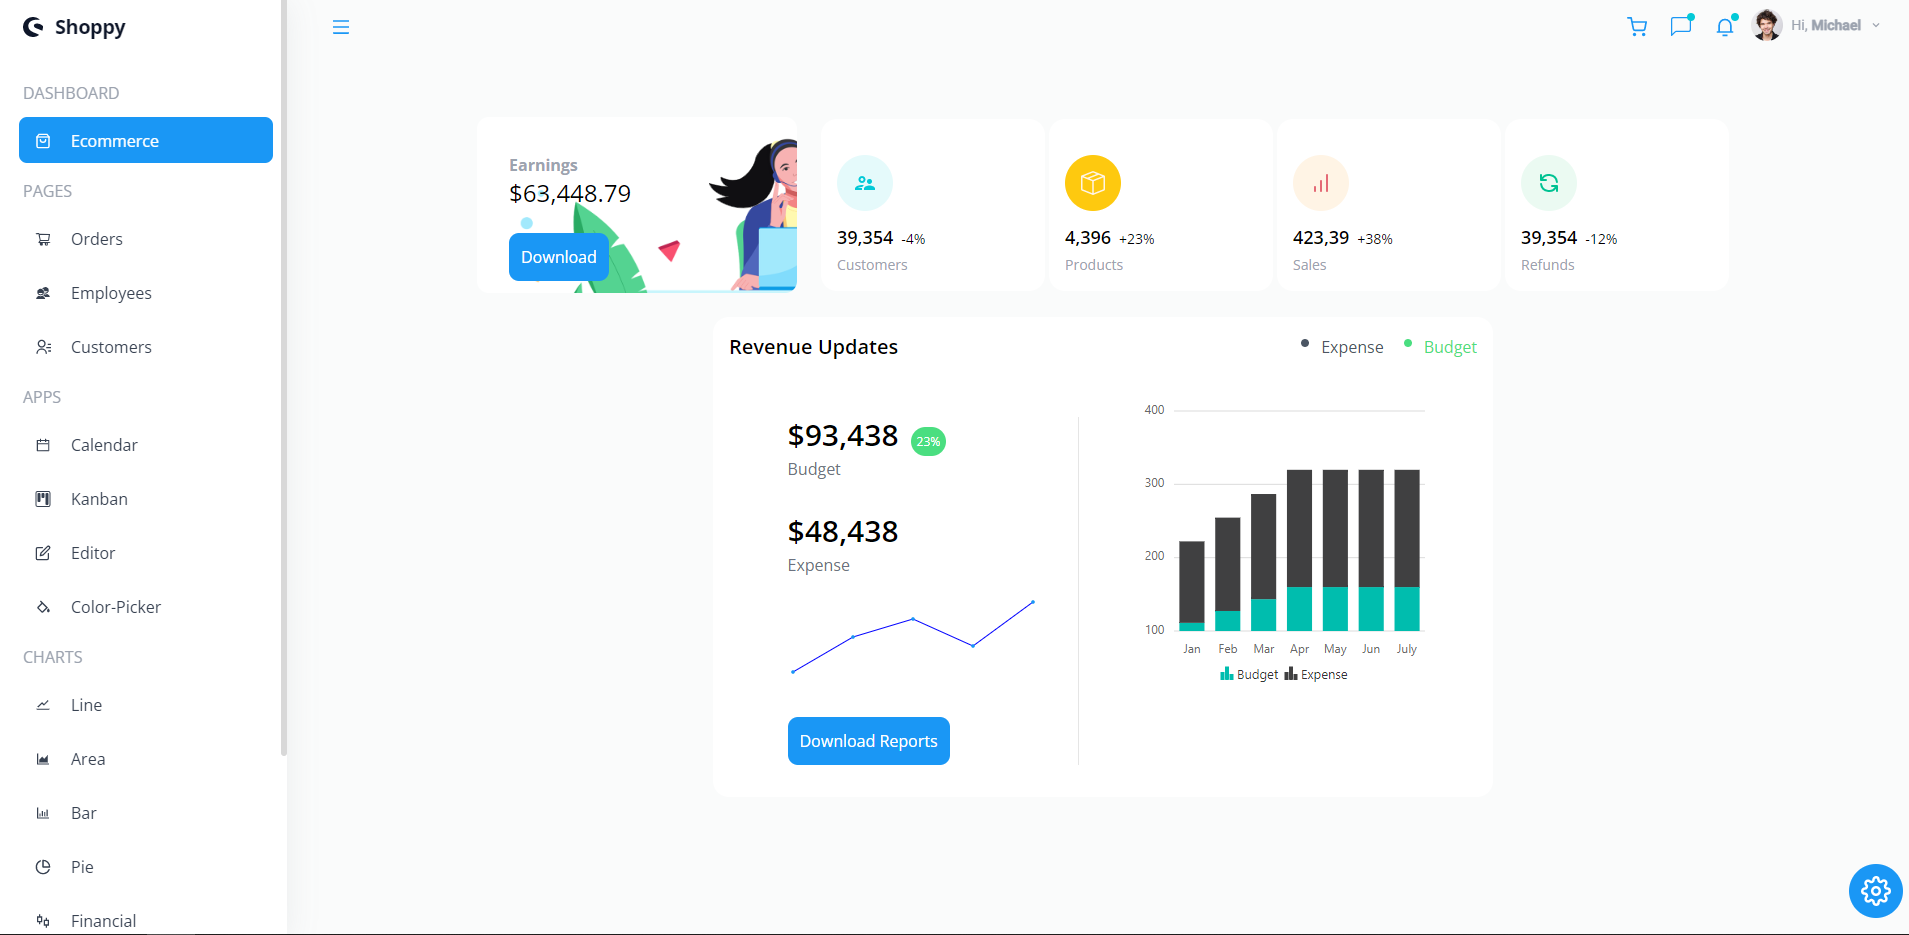 Shoppy
Hi, Michael
DASHBOARD
Ecommerce
PAGES
Orders
Employees
Customers
APPS
Calendar
Kanban
Editor
Color-Picker
CHARTS
Line
Area
Bar
Pie
Financial
Earnings
$63,448.79
Download
39,354 -4%
Customers
4,396 +23%
Products
423,39 +38%
Sales
39,354 -12%
Refunds
Revenue Updates
Expense Budget
$93,438 23%
Budget
$48,438
Expense
Download Reports
400
300
200
100
Jan Feb Mar Apr May Jun July
Budget Expense